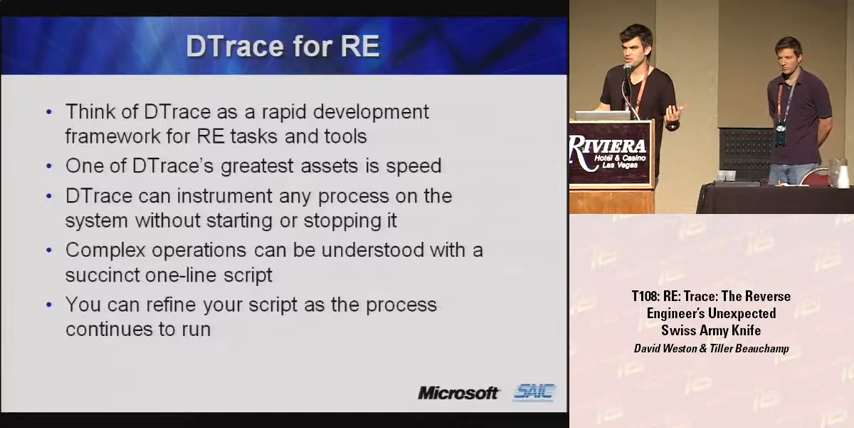 DTrace for RE
• Think of DTrace as a rapid development
framework for RE tasks and tools
• One of DTrace's greatest assets is speed
• DTrace can instrument any process on the
system without starting or stopping it
• Complex operations can be understood with a
succinct one-line script
• You can refine your script as the process
continues to run
Microsoft SAIC
RIVIERA
Hotel & Casino
Las Vegas
T108: RE: Trace: The Reverse
Engineer's Unexpected
Swiss Army Knife
David Weston & Tiller Beauchamp